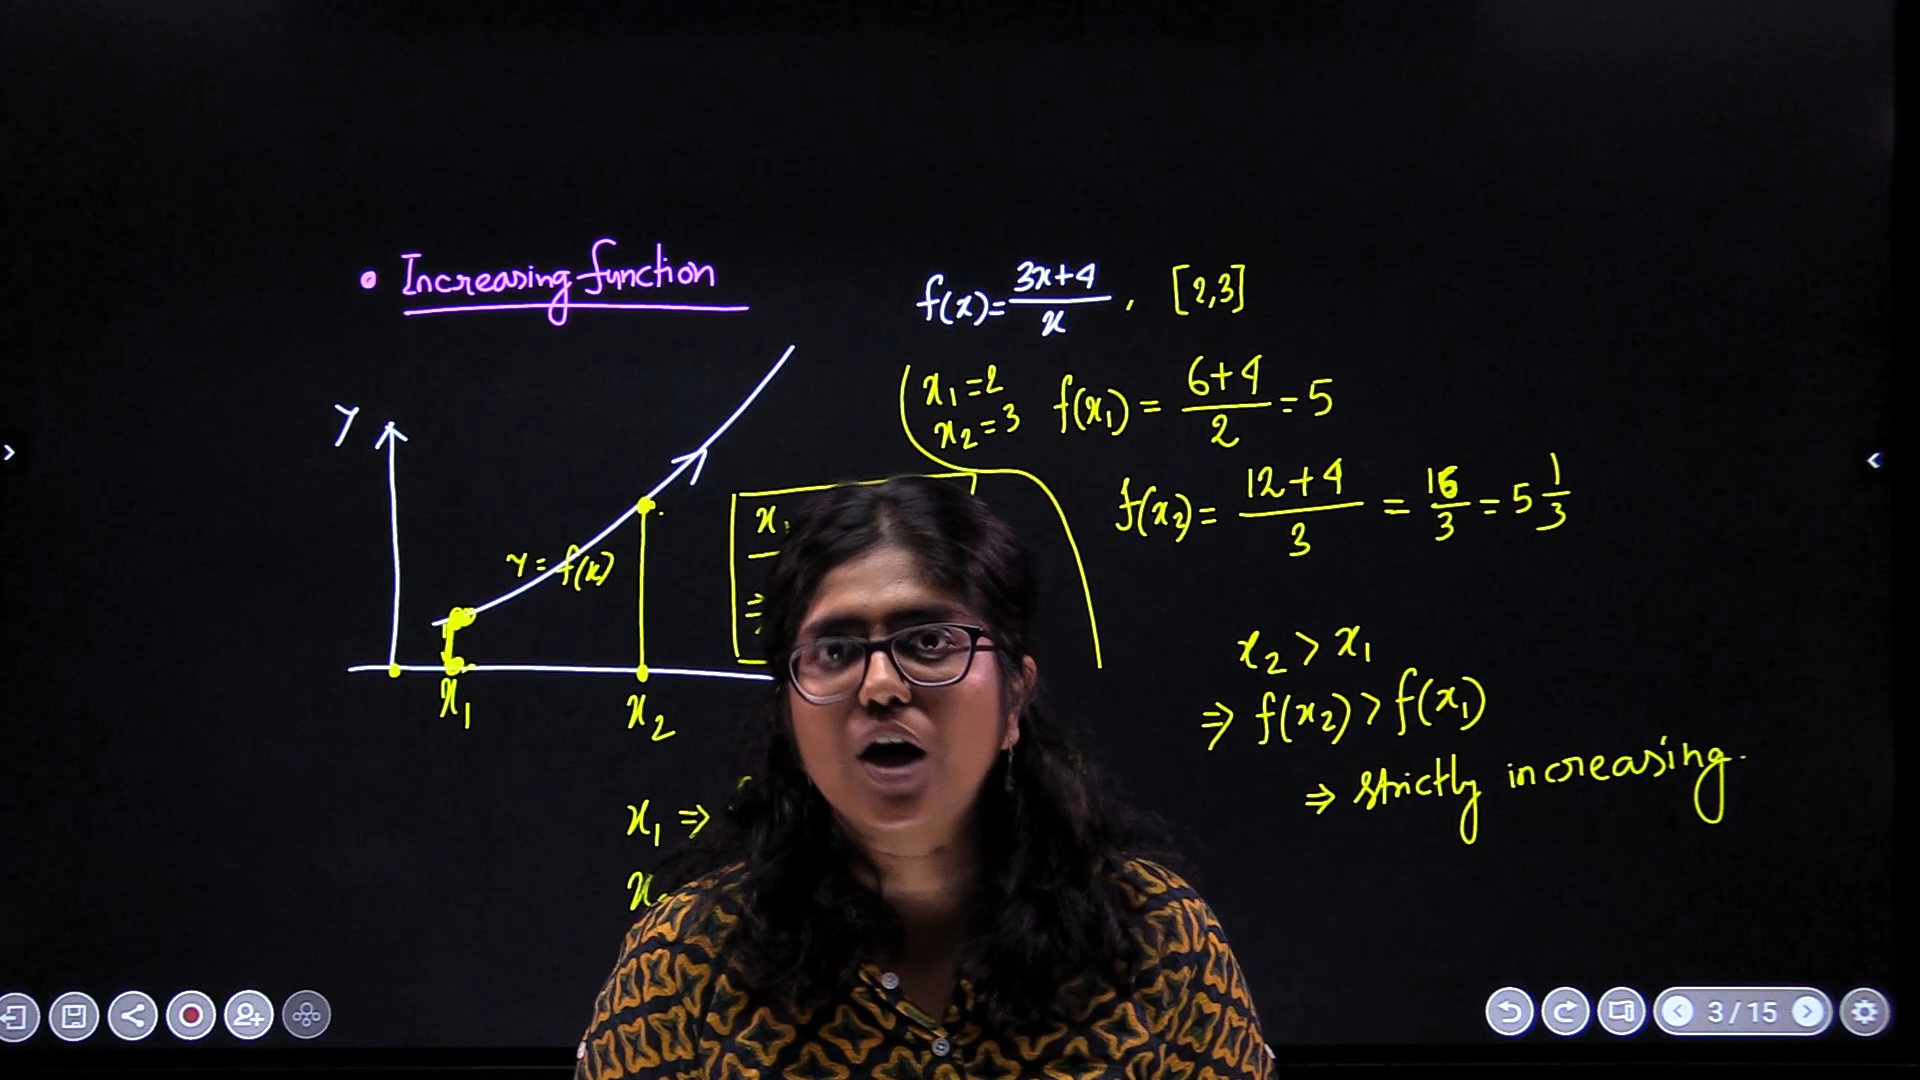 • Increasing function
Y
y = f(x)
x₁
x₂
x₁ ⇒
f(x) = (3x+4)/x , [2,3]
x₁ = 2
x₂ = 3
f(x₁) = (6+4)/2 = 5
f(x₂) = (12+4)/3 = 16/3 = 5 1/3
x₂ > x₁
⇒ f(x₂) > f(x₁)
⇒ strictly increasing.
3 / 15